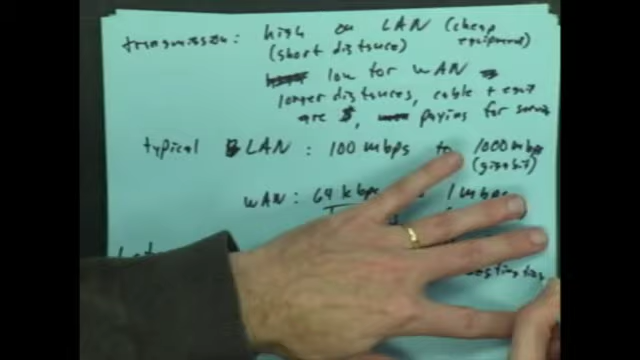 transmission: high on LAN (cheap
(short distance) equipment)
low for WAN
longer distances, cable + eqpt
are $, paying for service
typical LAN: 100 mbps to 1000 mbps
(gigabit)
WAN: 64 kbps 1 mbps